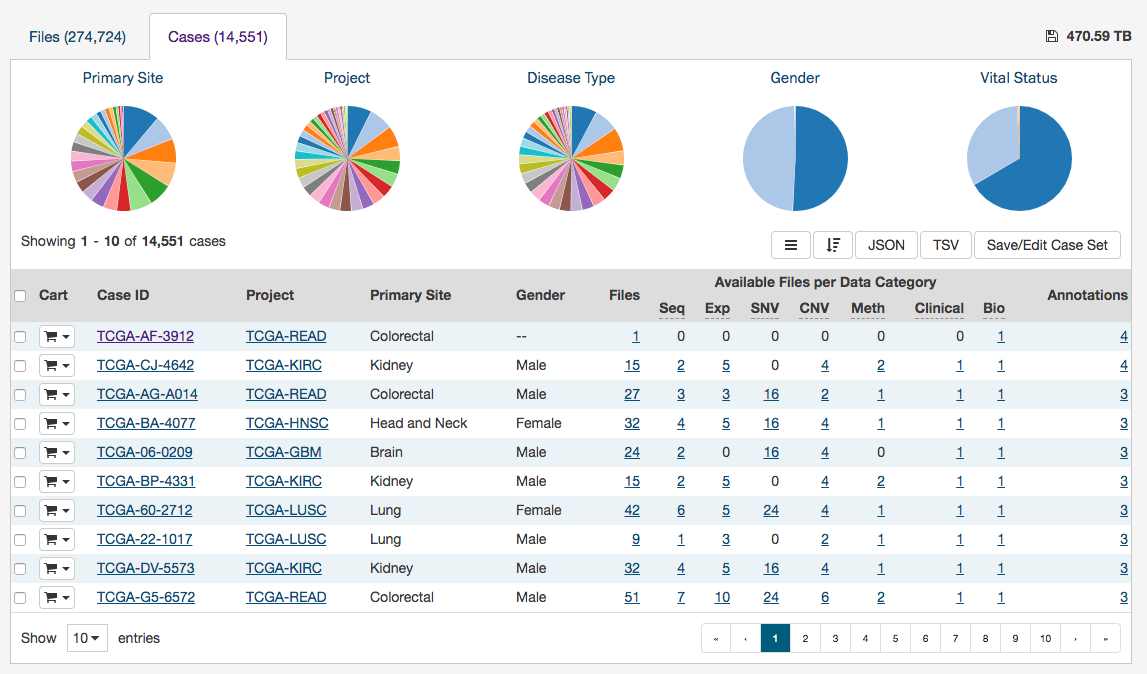 Files (274,724) Cases (14,551) 470.59 TB
Primary Site Project Disease Type Gender Vital Status
Showing 1 - 10 of 14,551 cases JSON TSV Save/Edit Case Set
Available Files per Data Category
Cart Case ID Project Primary Site Gender Files Seq Exp SNV CNV Meth Clinical Bio Annotations
TCGA-AF-3912 TCGA-READ Colorectal -- 1 0 0 0 0 0 0 1 4
TCGA-CJ-4642 TCGA-KIRC Kidney Male 15 2 5 0 4 2 1 1 4
TCGA-AG-A014 TCGA-READ Colorectal Male 27 3 3 16 2 1 1 1 3
TCGA-BA-4077 TCGA-HNSC Head and Neck Female 32 4 5 16 4 1 1 1 3
TCGA-06-0209 TCGA-GBM Brain Male 24 2 0 16 4 0 1 1 3
TCGA-BP-4331 TCGA-KIRC Kidney Male 15 2 5 0 4 2 1 1 3
TCGA-60-2712 TCGA-LUSC Lung Female 42 6 5 24 4 1 1 1 3
TCGA-22-1017 TCGA-LUSC Lung Male 9 1 3 0 2 1 1 1 3
TCGA-DV-5573 TCGA-KIRC Kidney Male 32 4 5 16 4 1 1 1 3
TCGA-G5-6572 TCGA-READ Colorectal Male 51 7 10 24 6 2 1 1 3
Show 10 entries « ‹ 1 2 3 4 5 6 7 8 9 10 › »